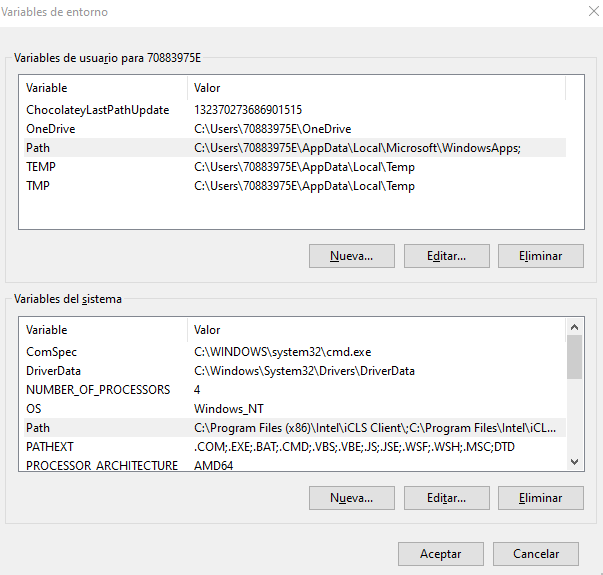 Variables de entorno
Variables de usuario para 70883975E
Variable Valor
ChocolateyLastPathUpdate 132370273686901515
OneDrive C:\Users\70883975E\OneDrive
Path C:\Users\70883975E\AppData\Local\Microsoft\WindowsApps;
TEMP C:\Users\70883975E\AppData\Local\Temp
TMP C:\Users\70883975E\AppData\Local\Temp
Nueva... Editar... Eliminar
Variables del sistema
Variable Valor
ComSpec C:\WINDOWS\system32\cmd.exe
DriverData C:\Windows\System32\Drivers\DriverData
NUMBER_OF_PROCESSORS 4
OS Windows_NT
Path C:\Program Files (x86)\Intel\iCLS Client\;C:\Program Files\Intel\iCL...
PATHEXT .COM;.EXE;.BAT;.CMD;.VBS;.VBE;.JS;.JSE;.WSF;.WSH;.MSC;DTD
PROCESSOR_ARCHITECTURE AMD64
Nueva... Editar... Eliminar
Aceptar Cancelar